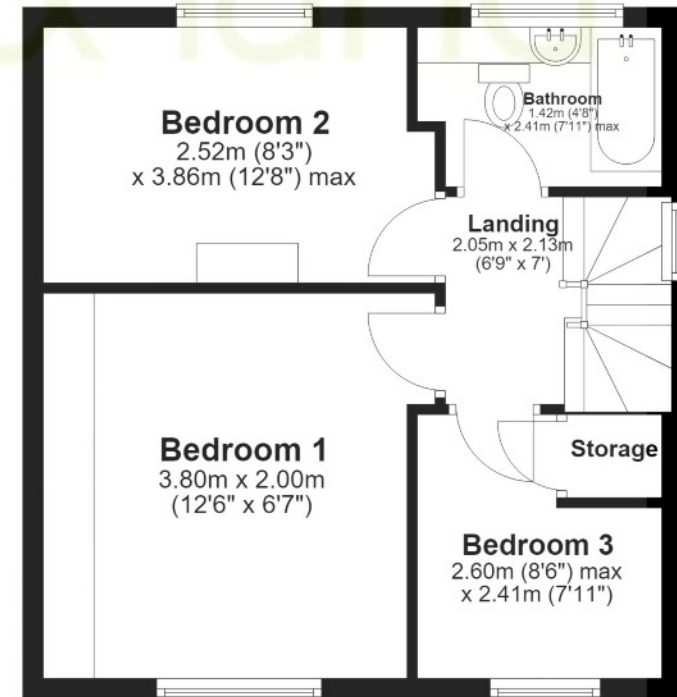 Bedroom 2
2.52m (8'3")
x 3.86m (12'8") max
Bathroom
1.42m (4'8")
x 2.41m (7'11") max
Landing
2.05m x 2.13m
(6'9" x 7')
Bedroom 1
3.80m x 2.00m
(12'6" x 6'7")
Storage
Bedroom 3
2.60m (8'6") max
x 2.41m (7'11")